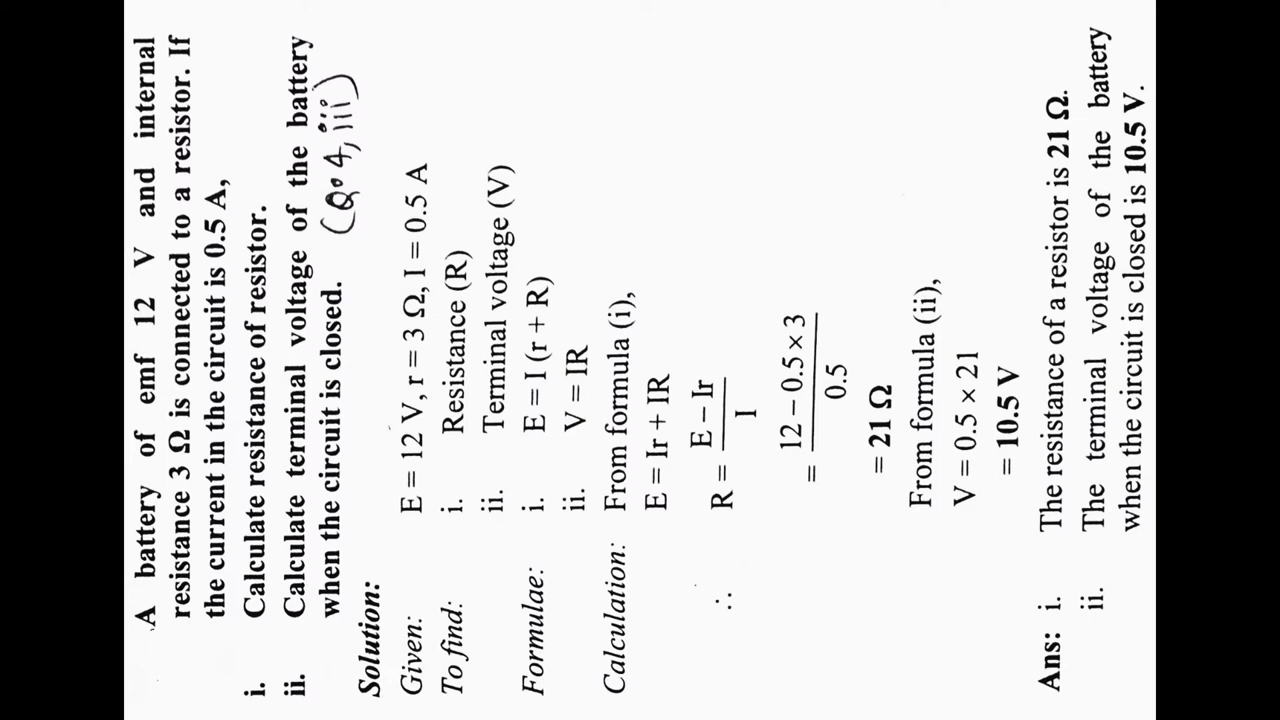 A battery of emf 12 V and internal
resistance 3 Ω is connected to a resistor. If
the current in the circuit is 0.5 A,
i. Calculate resistance of resistor.
ii. Calculate terminal voltage of the battery
when the circuit is closed. (Q. 4, iii)
Solution:
Given: E = 12 V, r = 3 Ω, I = 0.5 A
To find: i. Resistance (R)
ii. Terminal voltage (V)
Formulae: i. E = I (r + R)
ii. V = IR
Calculation: From formula (i),
E = Ir + IR
∴ R = (E – Ir) / I
= (12 – 0.5 × 3) / 0.5
= 21 Ω
From formula (ii),
V = 0.5 × 21
= 10.5 V
Ans: i. The resistance of a resistor is 21 Ω.
ii. The terminal voltage of the battery
when the circuit is closed is 10.5 V.